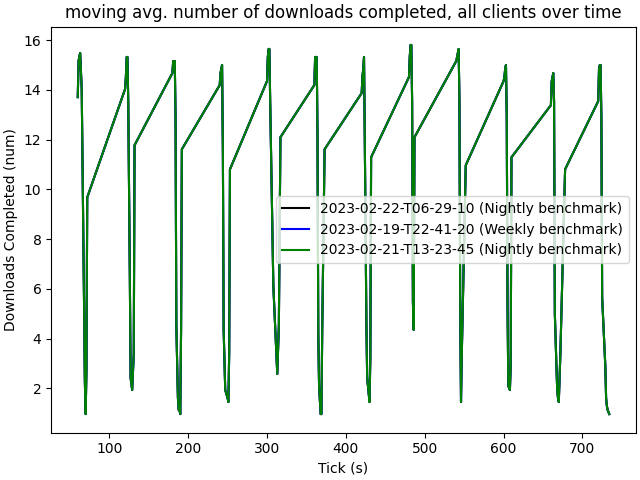 moving avg. number of downloads completed, all clients over time
Downloads Completed (num)
16
14
12
10
8
6
4
2
2023-02-22-T06-29-10 (Nightly benchmark)
2023-02-19-T22-41-20 (Weekly benchmark)
2023-02-21-T13-23-45 (Nightly benchmark)
100 200 300 400 500 600 700
Tick (s)